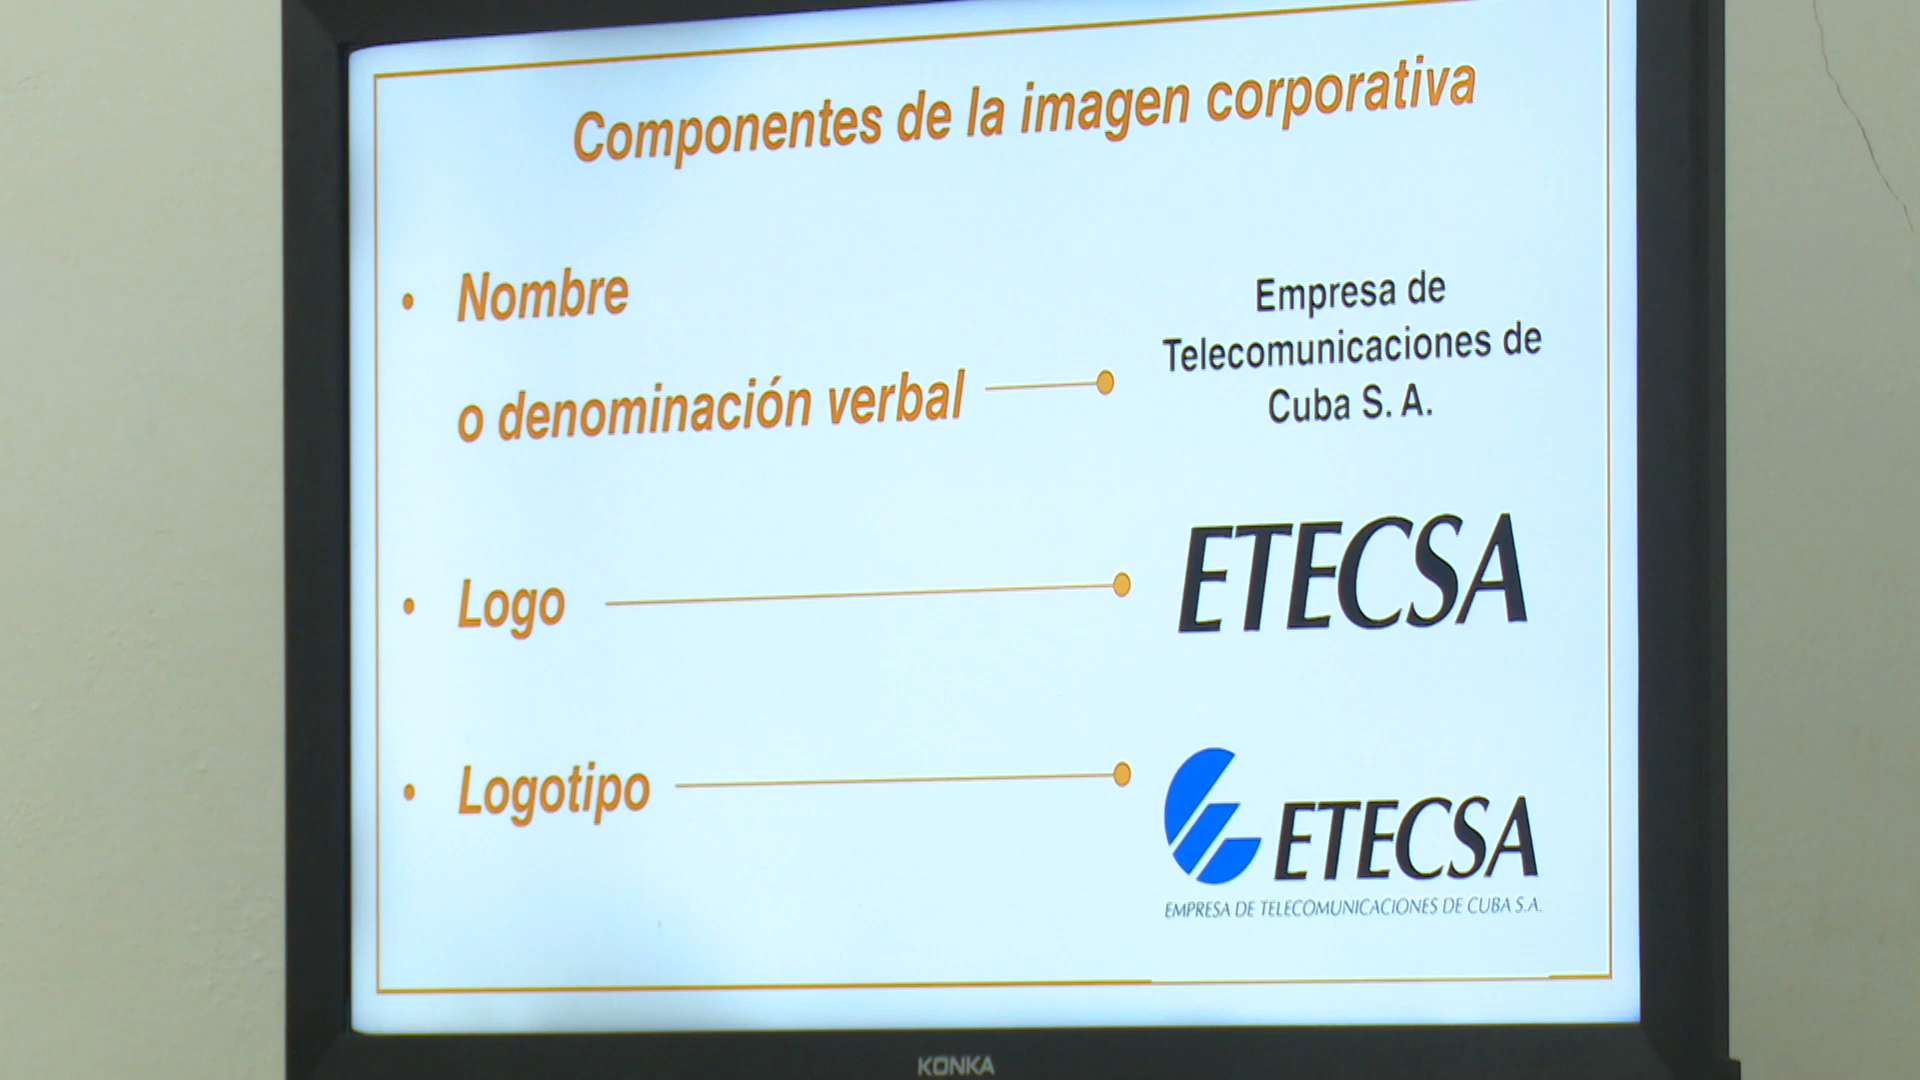 Componentes de la imagen corporativa
• Nombre
o denominación verbal
Empresa de
Telecomunicaciones de
Cuba S. A.
• Logo
ETECSA
• Logotipo
ETECSA
EMPRESA DE TELECOMUNICACIONES DE CUBA S.A.
KONKA